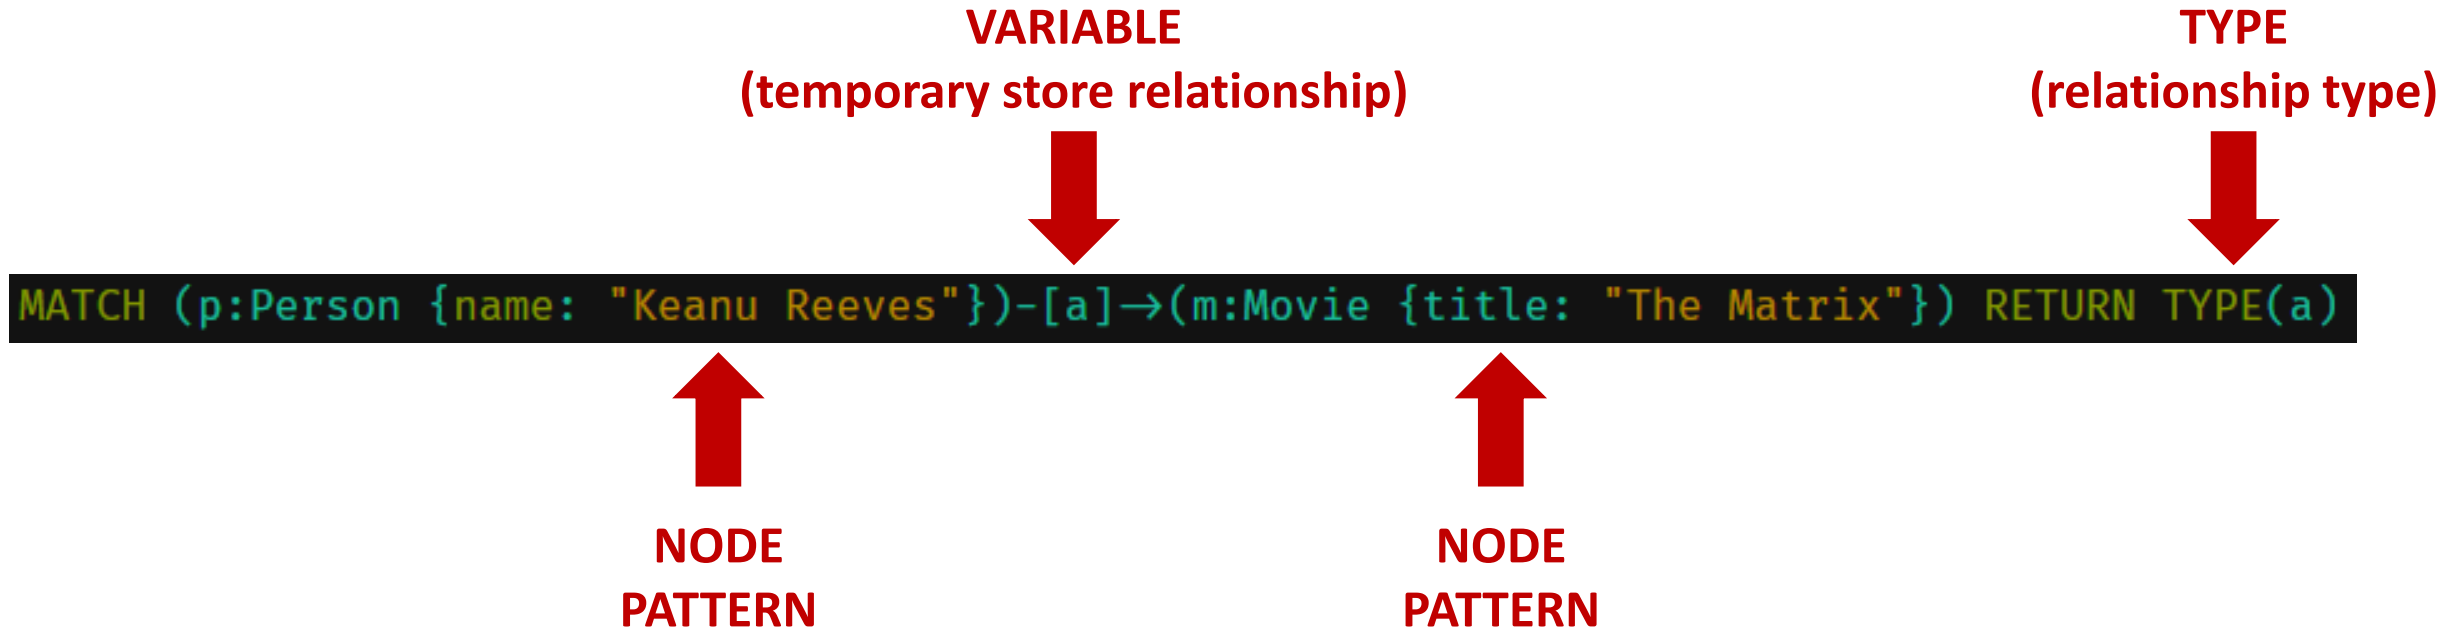 VARIABLE
(temporary store relationship)
TYPE
(relationship type)
MATCH (p:Person {name: "Keanu Reeves"})-[a]→(m:Movie {title: "The Matrix"}) RETURN TYPE(a)
NODE
PATTERN
NODE
PATTERN